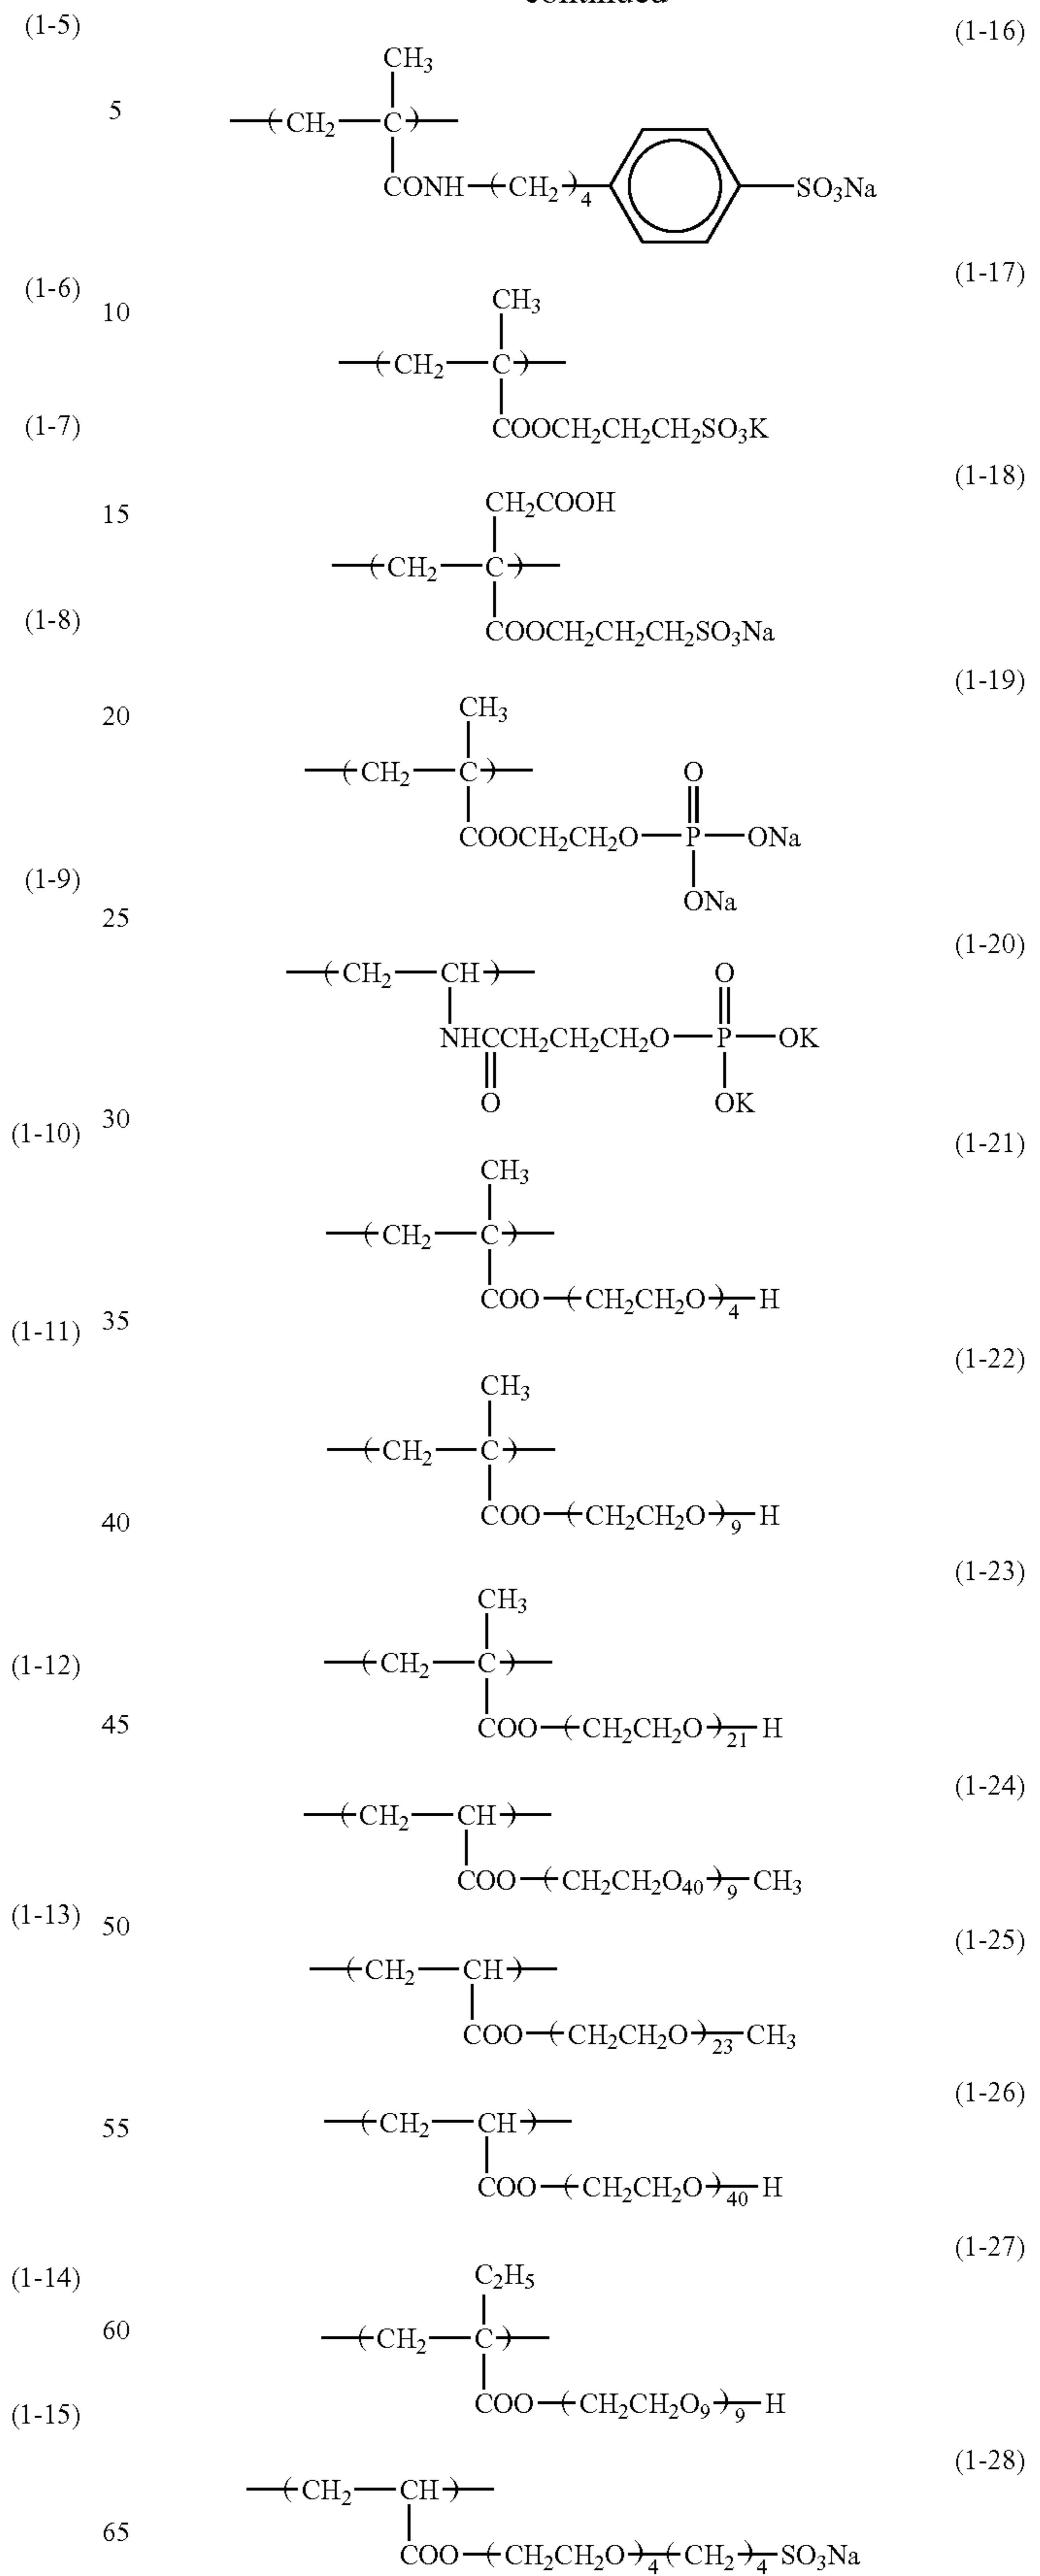 (1-5)
(1-16)
CH3
5
—(CH2—C)—
CONH—(CH2)4 SO3Na
(1-6)
(1-17)
10
CH3
—(CH2—C)—
(1-7)
COOCH2CH2CH2SO3K
(1-18)
15
CH2COOH
—(CH2—C)—
(1-8)
COOCH2CH2CH2SO3Na
(1-19)
20
CH3
—(CH2—C)— O
COOCH2CH2O—P—ONa
(1-9)
ONa
25
(1-20)
—(CH2—CH)— O
NHCCH2CH2CH2O—P—OK
O OK
30
(1-10)
(1-21)
CH3
—(CH2—C)—
COO—(CH2CH2O)4—H
35
(1-11)
(1-22)
CH3
—(CH2—C)—
COO—(CH2CH2O)9—H
40
(1-23)
CH3
—(CH2—C)—
(1-12)
45
COO—(CH2CH2O)21—H
(1-24)
—(CH2—CH)—
COO—(CH2CH2O40)9—CH3
(1-13)
50
(1-25)
—(CH2—CH)—
COO—(CH2CH2O)23—CH3
(1-26)
55
—(CH2—CH)—
COO—(CH2CH2O)40—H
(1-27)
(1-14)
C2H5
60
—(CH2—C)—
COO—(CH2CH2O9)9—H
(1-15)
(1-28)
—(CH2—CH)—
65
COO—(CH2CH2O)4—(CH2)4—SO3Na